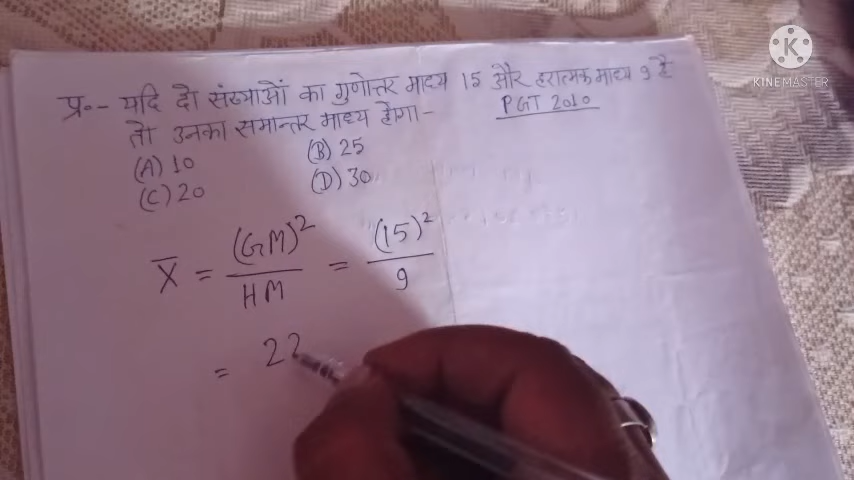 प्र०- यदि दो संख्याओं का गुणोत्तर माध्य 15 और हरात्मक माध्य 9 है
तो उनका समान्तर माध्य होगा-
PGT 2010
(A) 10
(B) 25
(C) 20
(D) 30
X̅ = (GM)² / HM = (15)² / 9
= 22
K
KINEMASTER